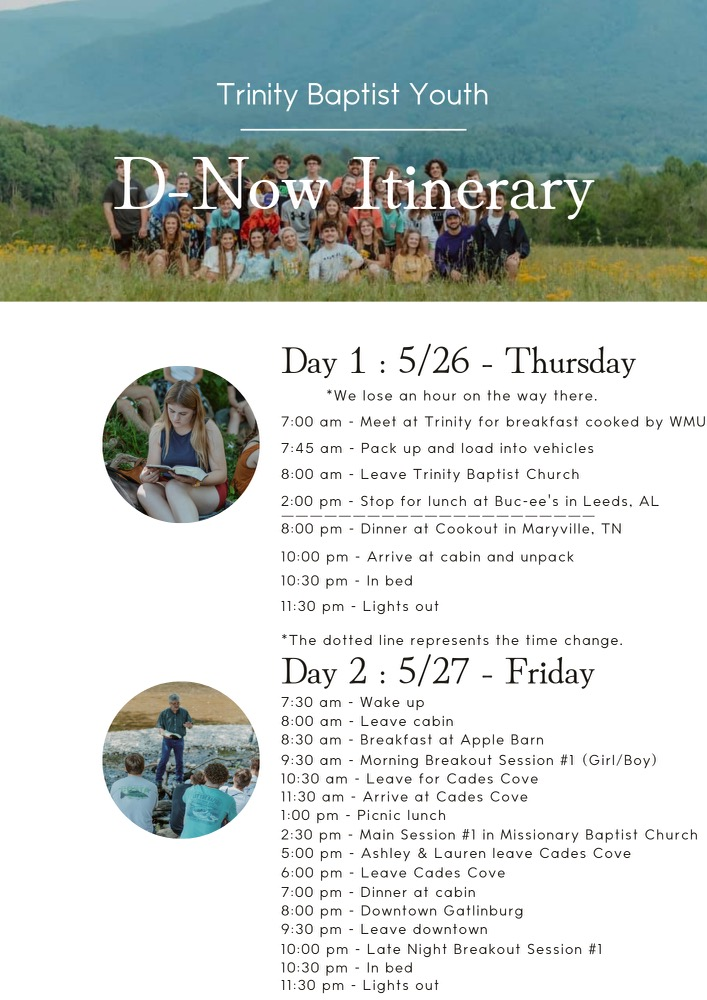 Trinity Baptist Youth
D-Now Itinerary
Day 1 : 5/26 - Thursday
*We lose an hour on the way there.
7:00 am - Meet at Trinity for breakfast cooked by WMU
7:45 am - Pack up and load into vehicles
8:00 am - Leave Trinity Baptist Church
2:00 pm - Stop for lunch at Buc-ee's in Leeds, AL
8:00 pm - Dinner at Cookout in Maryville, TN
10:00 pm - Arrive at cabin and unpack
10:30 pm - In bed
11:30 pm - Lights out
*The dotted line represents the time change.
Day 2 : 5/27 - Friday
7:30 am - Wake up
8:00 am - Leave cabin
8:30 am - Breakfast at Apple Barn
9:30 am - Morning Breakout Session #1 (Girl/Boy)
10:30 am - Leave for Cades Cove
11:30 am - Arrive at Cades Cove
1:00 pm - Picnic lunch
2:30 pm - Main Session #1 in Missionary Baptist Church
5:00 pm - Ashley & Lauren leave Cades Cove
6:00 pm - Leave Cades Cove
7:00 pm - Dinner at cabin
8:00 pm - Downtown Gatlinburg
9:30 pm - Leave downtown
10:00 pm - Late Night Breakout Session #1
10:30 pm - In bed
11:30 pm - Lights out